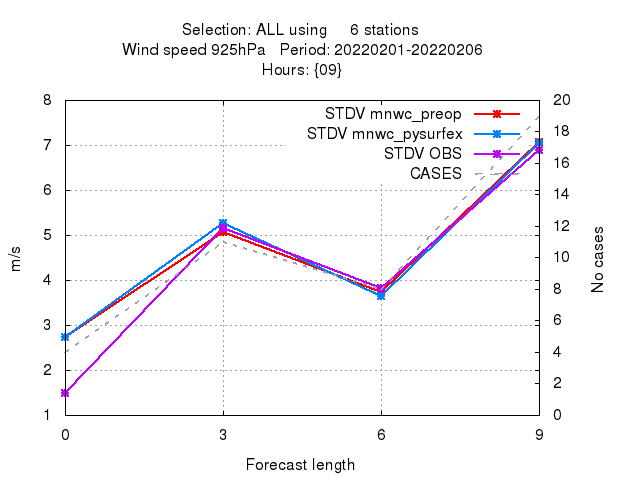 Selection: ALL using 6 stations
Wind speed 925hPa Period: 20220201-20220206
Hours: {09}
STDV mnwc_preop
STDV mnwc_pysurfex
STDV OBS
CASES
8
7
6
5
4
3
2
1
m/s
20
18
16
14
12
10
8
6
4
2
0
No cases
0 3 6 9
Forecast length